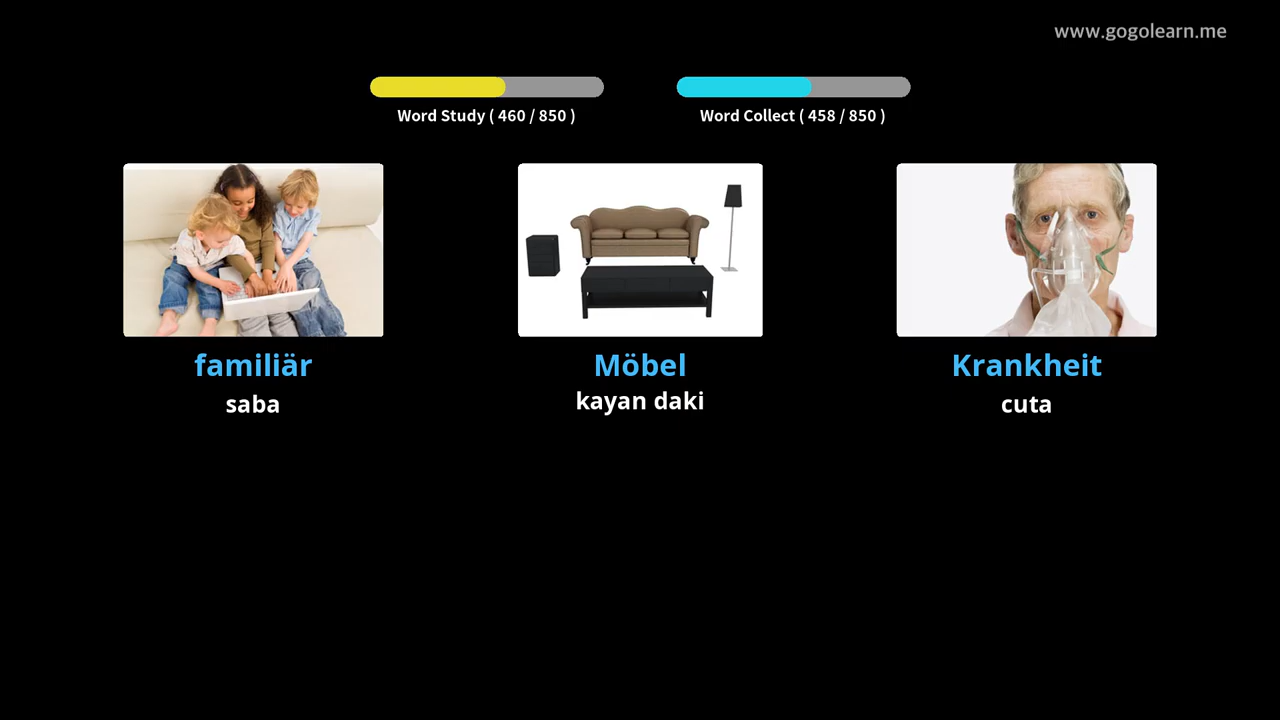 www.gogolearn.me
Word Study ( 460 / 850 )
Word Collect ( 458 / 850 )
familiär
saba
Möbel
kayan daki
Krankheit
cuta